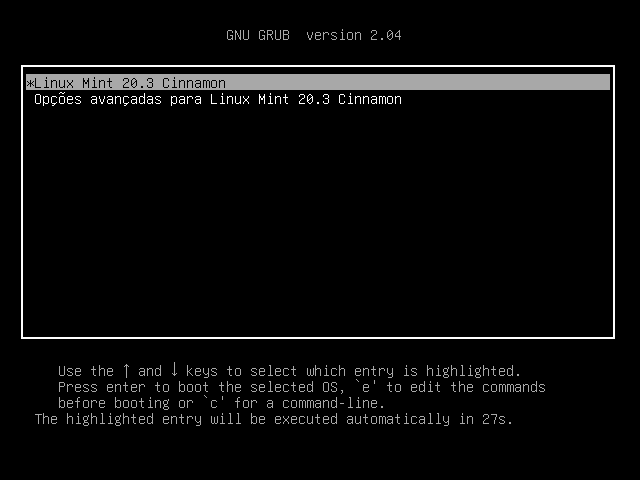 GNU GRUB  version 2.04
*Linux Mint 20.3 Cinnamon
Opções avançadas para Linux Mint 20.3 Cinnamon
Use the ↑ and ↓ keys to select which entry is highlighted.
Press enter to boot the selected OS, `e' to edit the commands
before booting or `c' for a command-line.
The highlighted entry will be executed automatically in 27s.